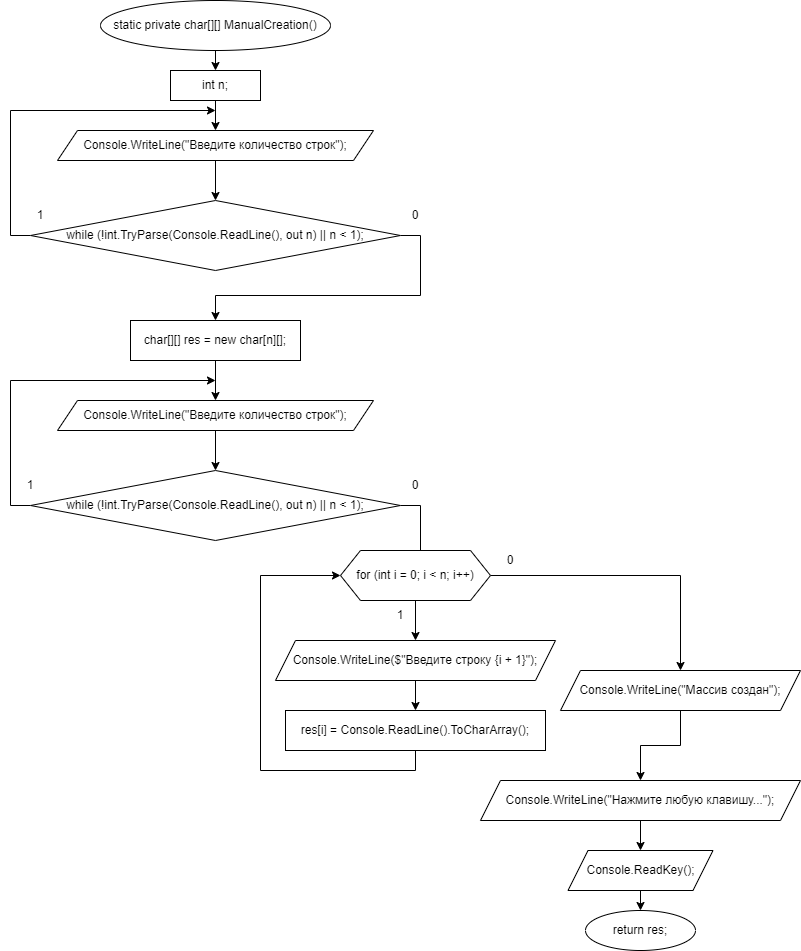 static private char[][] ManualCreation()
int n;
Console.WriteLine("Введите количество строк");
1
0
while (!int.TryParse(Console.ReadLine(), out n) || n < 1);
char[][] res = new char[n][];
Console.WriteLine("Введите количество строк");
1
0
while (!int.TryParse(Console.ReadLine(), out n) || n < 1);
0
for (int i = 0; i < n; i++)
1
Console.WriteLine($"Введите строку {i + 1}");
res[i] = Console.ReadLine().ToCharArray();
Console.WriteLine("Массив создан");
Console.WriteLine("Нажмите любую клавишу...");
Console.ReadKey();
return res;